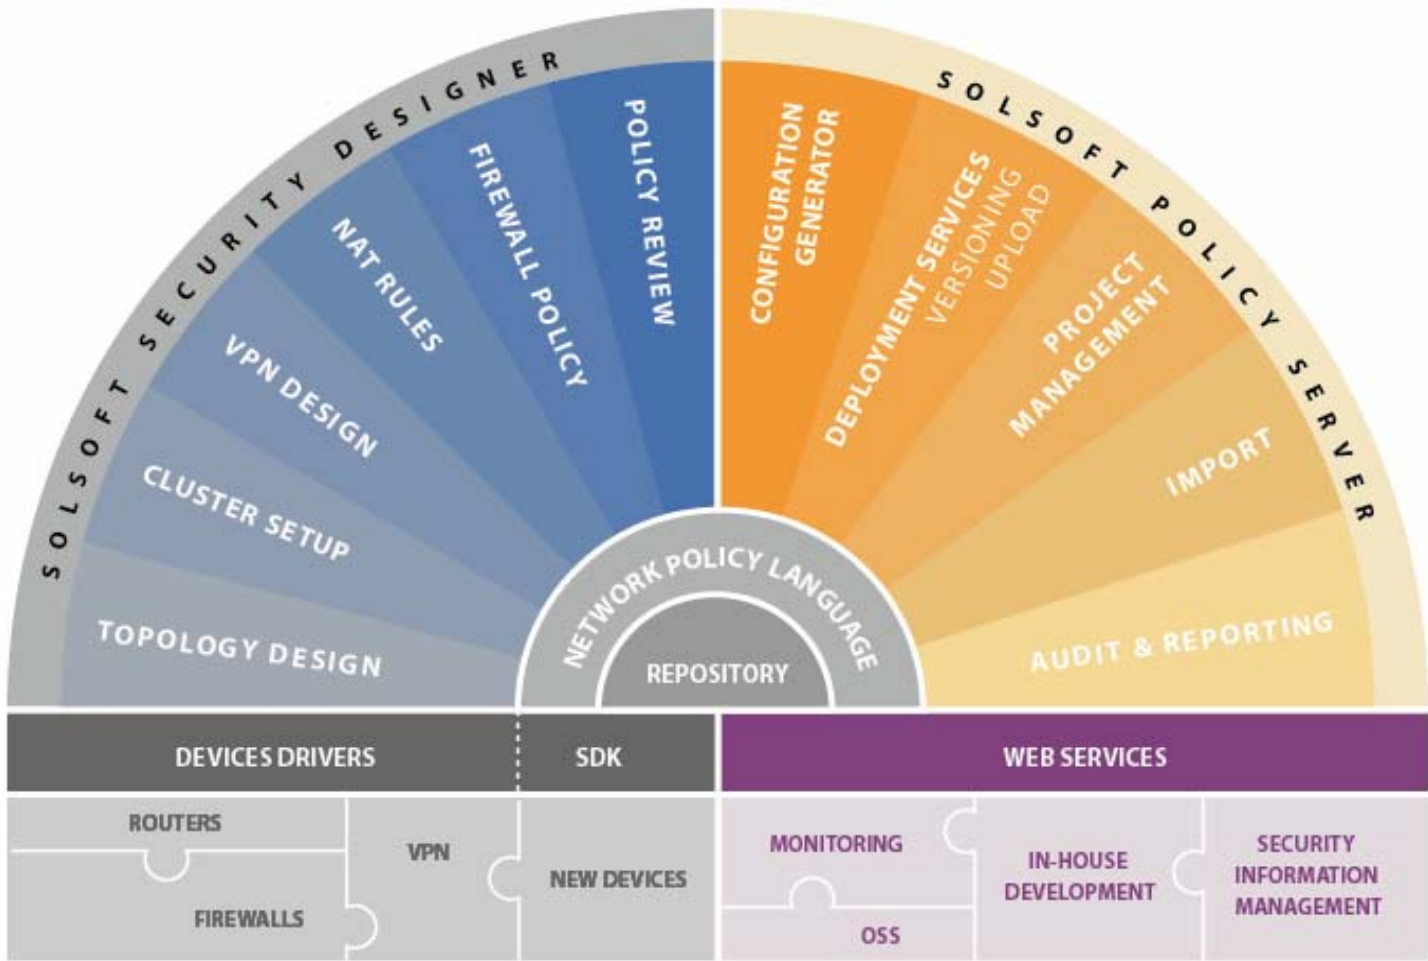 SOLSOFT SECURITY DESIGNER
TOPOLOGY DESIGN
CLUSTER SETUP
VPN DESIGN
NAT RULES
FIREWALL POLICY
POLICY REVIEW
SOLSOFT POLICY SERVER
CONFIGURATION
GENERATOR
DEPLOYMENT SERVICES
VERSIONING
UPLOAD
PROJECT
MANAGEMENT
IMPORT
AUDIT & REPORTING
NETWORK POLICY LANGUAGE
REPOSITORY
DEVICES DRIVERS
SDK
WEB SERVICES
ROUTERS
FIREWALLS
VPN
NEW DEVICES
MONITORING
OSS
IN-HOUSE
DEVELOPMENT
SECURITY
INFORMATION
MANAGEMENT